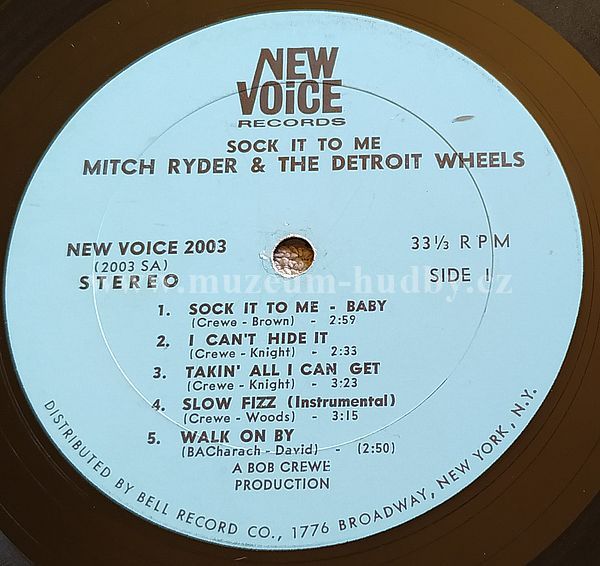 NEW
VOiCE
RECORDS
SOCK IT TO ME
MITCH RYDER & THE DETROIT WHEELS
NEW VOICE 2003
(2003 SA)
STEREO
33⅓ RPM
SIDE 1
www.muzeum-hudby.cz
1. SOCK IT TO ME - BABY
(Crewe - Brown) - 2:59
2. I CAN'T HIDE IT
(Crewe - Knight) - 2:33
3. TAKIN' ALL I CAN GET
(Crewe - Knight) - 3:23
4. SLOW FIZZ (Instrumental)
(Crewe - Woods) - 3:15
5. WALK ON BY
(BACharach - David) - (2:50)
A BOB CREWE
PRODUCTION
DISTRIBUTED BY BELL RECORD CO., 1776 BROADWAY, NEW YORK, N.Y.